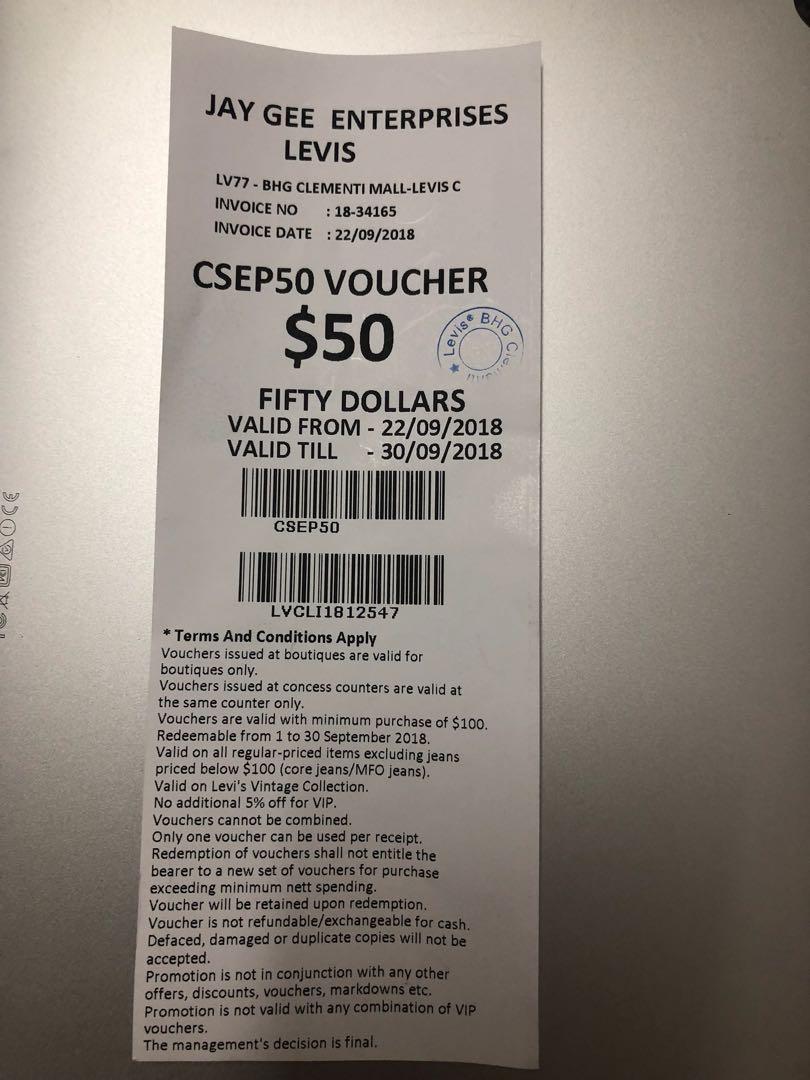 JAY GEE ENTERPRISES
LEVIS
LV77 - BHG CLEMENTI MALL-LEVIS C
INVOICE NO : 18-34165
INVOICE DATE : 22/09/2018
CSEP50 VOUCHER
$50
Levis® BHG
FIFTY DOLLARS
VALID FROM - 22/09/2018
VALID TILL - 30/09/2018
CSEP50
LVCLI1812547
* Terms And Conditions Apply
Vouchers issued at boutiques are valid for
boutiques only.
Vouchers issued at concess counters are valid at
the same counter only.
Vouchers are valid with minimum purchase of $100.
Redeemable from 1 to 30 September 2018.
Valid on all regular-priced items excluding jeans
priced below $100 (core jeans/MFO jeans).
Valid on Levi's Vintage Collection.
No additional 5% off for VIP.
Vouchers cannot be combined.
Only one voucher can be used per receipt.
Redemption of vouchers shall not entitle the
bearer to a new set of vouchers for purchase
exceeding minimum nett spending.
Voucher will be retained upon redemption.
Voucher is not refundable/exchangeable for cash.
Defaced, damaged or duplicate copies will not be
accepted.
Promotion is not in conjunction with any other
offers, discounts, vouchers, markdowns etc.
Promotion is not valid with any combination of VIP
vouchers.
The management's decision is final.